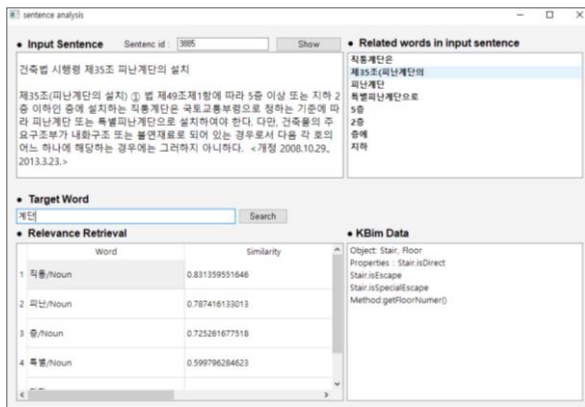 sentence analysis
● Input Sentence
Sentenc id : 3885
Show
건축법 시행령 제35조 피난계단의 설치
제35조(피난계단의 설치) ① 법 제49조제1항에 따라 5층 이상 또는 지하 2
층 이하인 층에 설치하는 직통계단은 국토교통부령으로 정하는 기준에 따
라 피난계단 또는 특별피난계단으로 설치하여야 한다. 다만, 건축물의 주
요구조부가 내화구조 또는 불연재료로 되어 있는 경우로서 다음 각 호의
어느 하나에 해당하는 경우에는 그러하지 아니하다. <개정 2008.10.29.,
2013.3.23.>
● Related words in input sentence
직통계단은
제35조(피난계단의
피난계단
특별피난계단으로
5층
2층
층에
지하
● Target Word
계단
Search
● Relevance Retrieval
Word Similarity
1 직통/Noun 0.831359551646
2 피난/Noun 0.787416133013
3 층/Noun 0.725261677518
4 특별/Noun 0.599796284623
● KBim Data
Object: Stair, Floor
Properties : Stair.isDirect
Stair.isEscape
Stair.isSpecialEscape
Method:getFloorNumer()